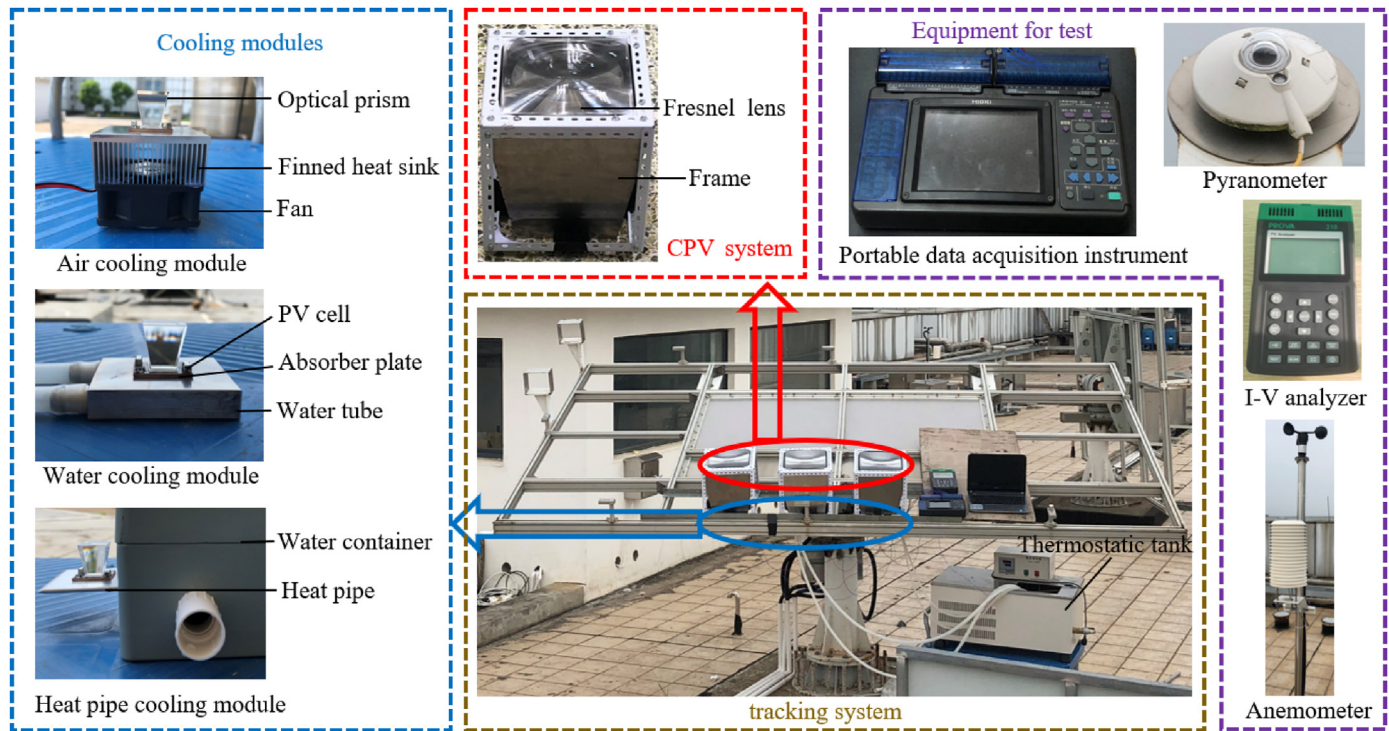 Cooling modules
Optical prism
Finned heat sink
Fan
Air cooling module
PV cell
Absorber plate
Water tube
Water cooling module
Water container
Heat pipe
Heat pipe cooling module
Fresnel lens
Frame
CPV system
Equipment for test
HIOKI
Portable data acquisition instrument
Pyranometer
PROVA
I-V analyzer
Anemometer
Thermostatic tank
tracking system